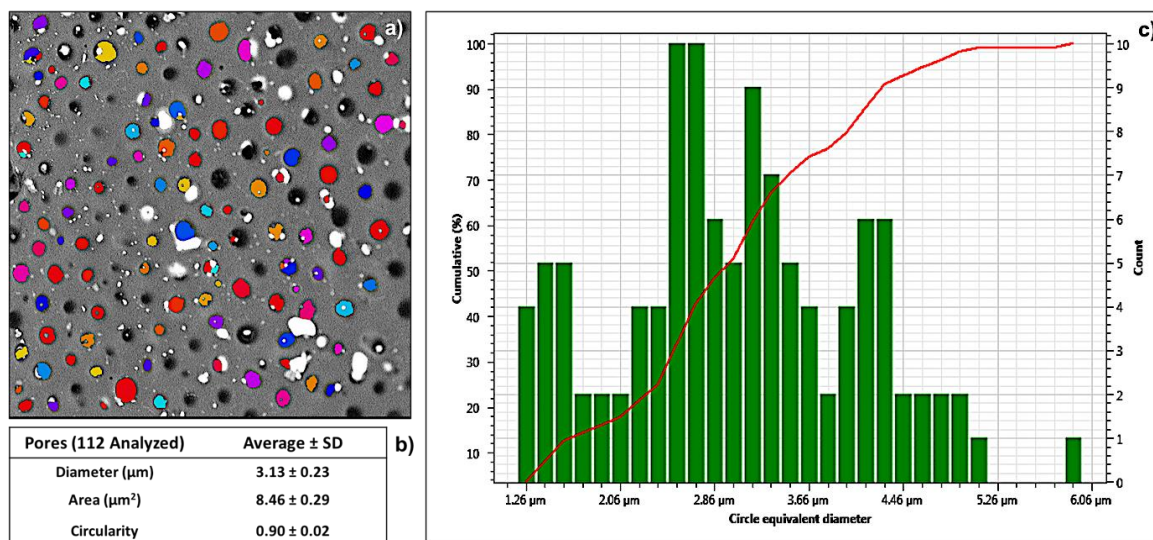 a)
Pores (112 Analyzed) Average ± SD
b)
Diameter (µm) 3.13 ± 0.23
Area (µm²) 8.46 ± 0.29
Circularity 0.90 ± 0.02
c)
Cumulative (%)
100
90
80
70
60
50
40
30
20
10
Count
10
9
8
7
6
5
4
3
2
1
0
1.26 µm 2.06 µm 2.86 µm 3.66 µm 4.46 µm 5.26 µm 6.06 µm
Circle equivalent diameter